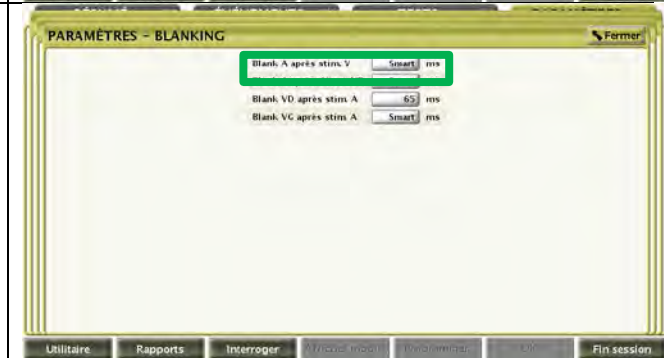 PARAMÈTRES - BLANKING
Fermer
Blank A après stim. V Smart ms
Blank VD après stim. A 65 ms
Blank VG après stim. A Smart ms
Utilitaire Rapports Interroger Fin session